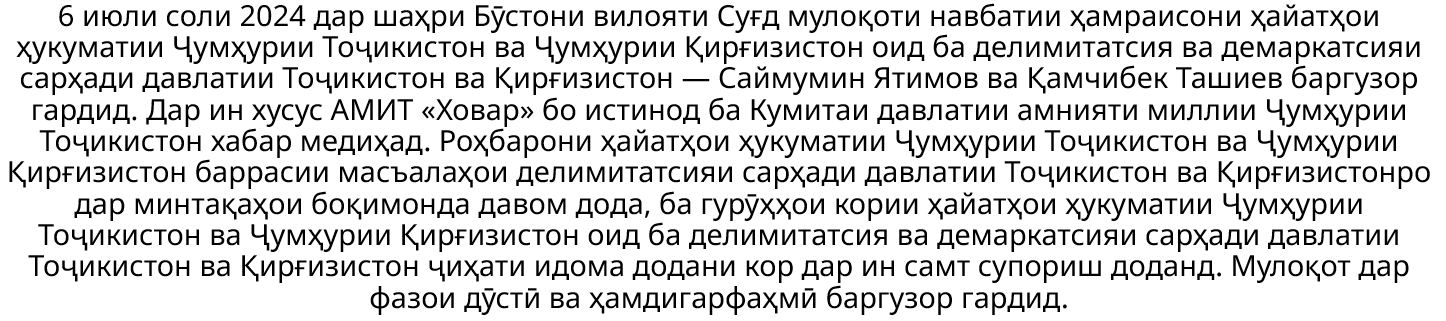 6 июли соли 2024 дар шаҳри Бӯстони вилояти Суғд мулоқоти навбатии ҳамраисони ҳайатҳои
ҳукуматии Ҷумҳурии Тоҷикистон ва Ҷумҳурии Қирғизистон оид ба делимитатсия ва демаркатсияи
сарҳади давлатии Тоҷикистон ва Қирғизистон — Саймумин Ятимов ва Қамчибек Ташиев баргузор
гардид. Дар ин хусус АМИТ «Ховар» бо истинод ба Кумитаи давлатии амнияти миллии Ҷумҳурии
Тоҷикистон хабар медиҳад. Роҳбарони ҳайатҳои ҳукуматии Ҷумҳурии Тоҷикистон ва Ҷумҳурии
Қирғизистон баррасии масъалаҳои делимитатсияи сарҳади давлатии Тоҷикистон ва Қирғизистонро
дар минтақаҳои боқимонда давом дода, ба гурӯҳҳои кории ҳайатҳои ҳукуматии Ҷумҳурии
Тоҷикистон ва Ҷумҳурии Қирғизистон оид ба делимитатсия ва демаркатсияи сарҳади давлатии
Тоҷикистон ва Қирғизистон ҷиҳати идома додани кор дар ин самт супориш доданд. Мулоқот дар
фазои дӯстӣ ва ҳамдигарфаҳмӣ баргузор гардид.